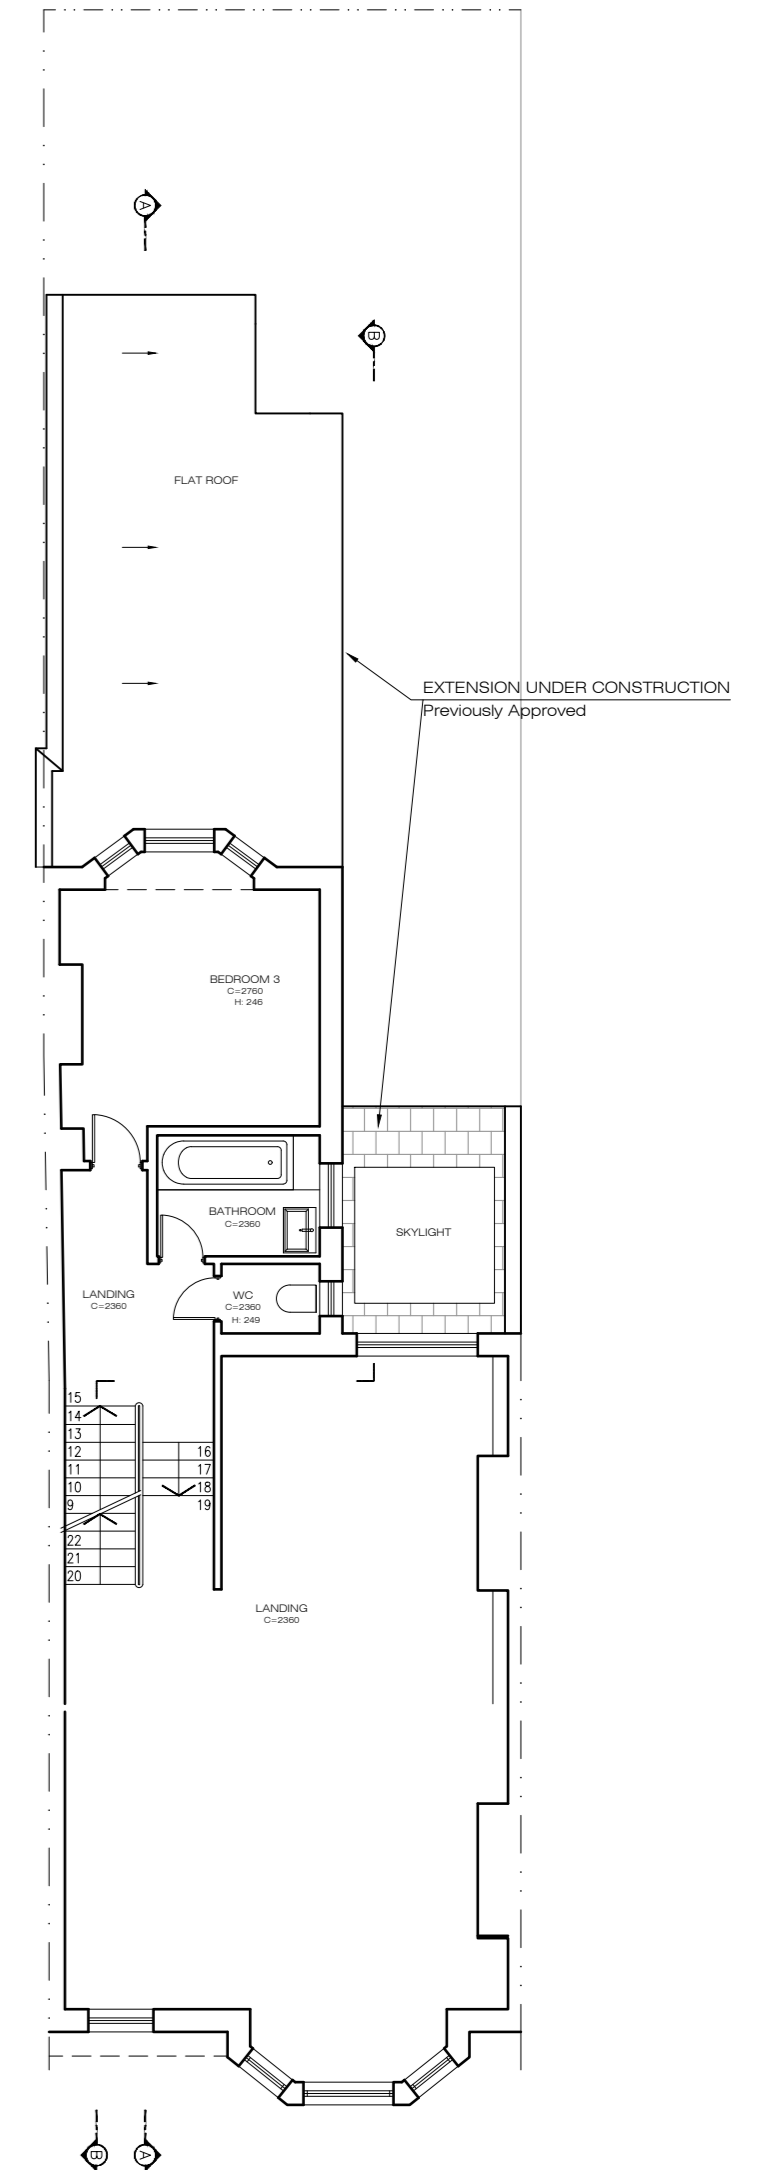 A
B
FLAT ROOF
EXTENSION UNDER CONSTRUCTION
Previously Approved
BEDROOM 3
C=2760
H: 246
BATHROOM
C=2360
SKYLIGHT
LANDING
C=2360
WC
C=2360
H: 249
15
14
13
12
11
10
9
22
21
20
16
17
18
19
LANDING
C=2360
B
A